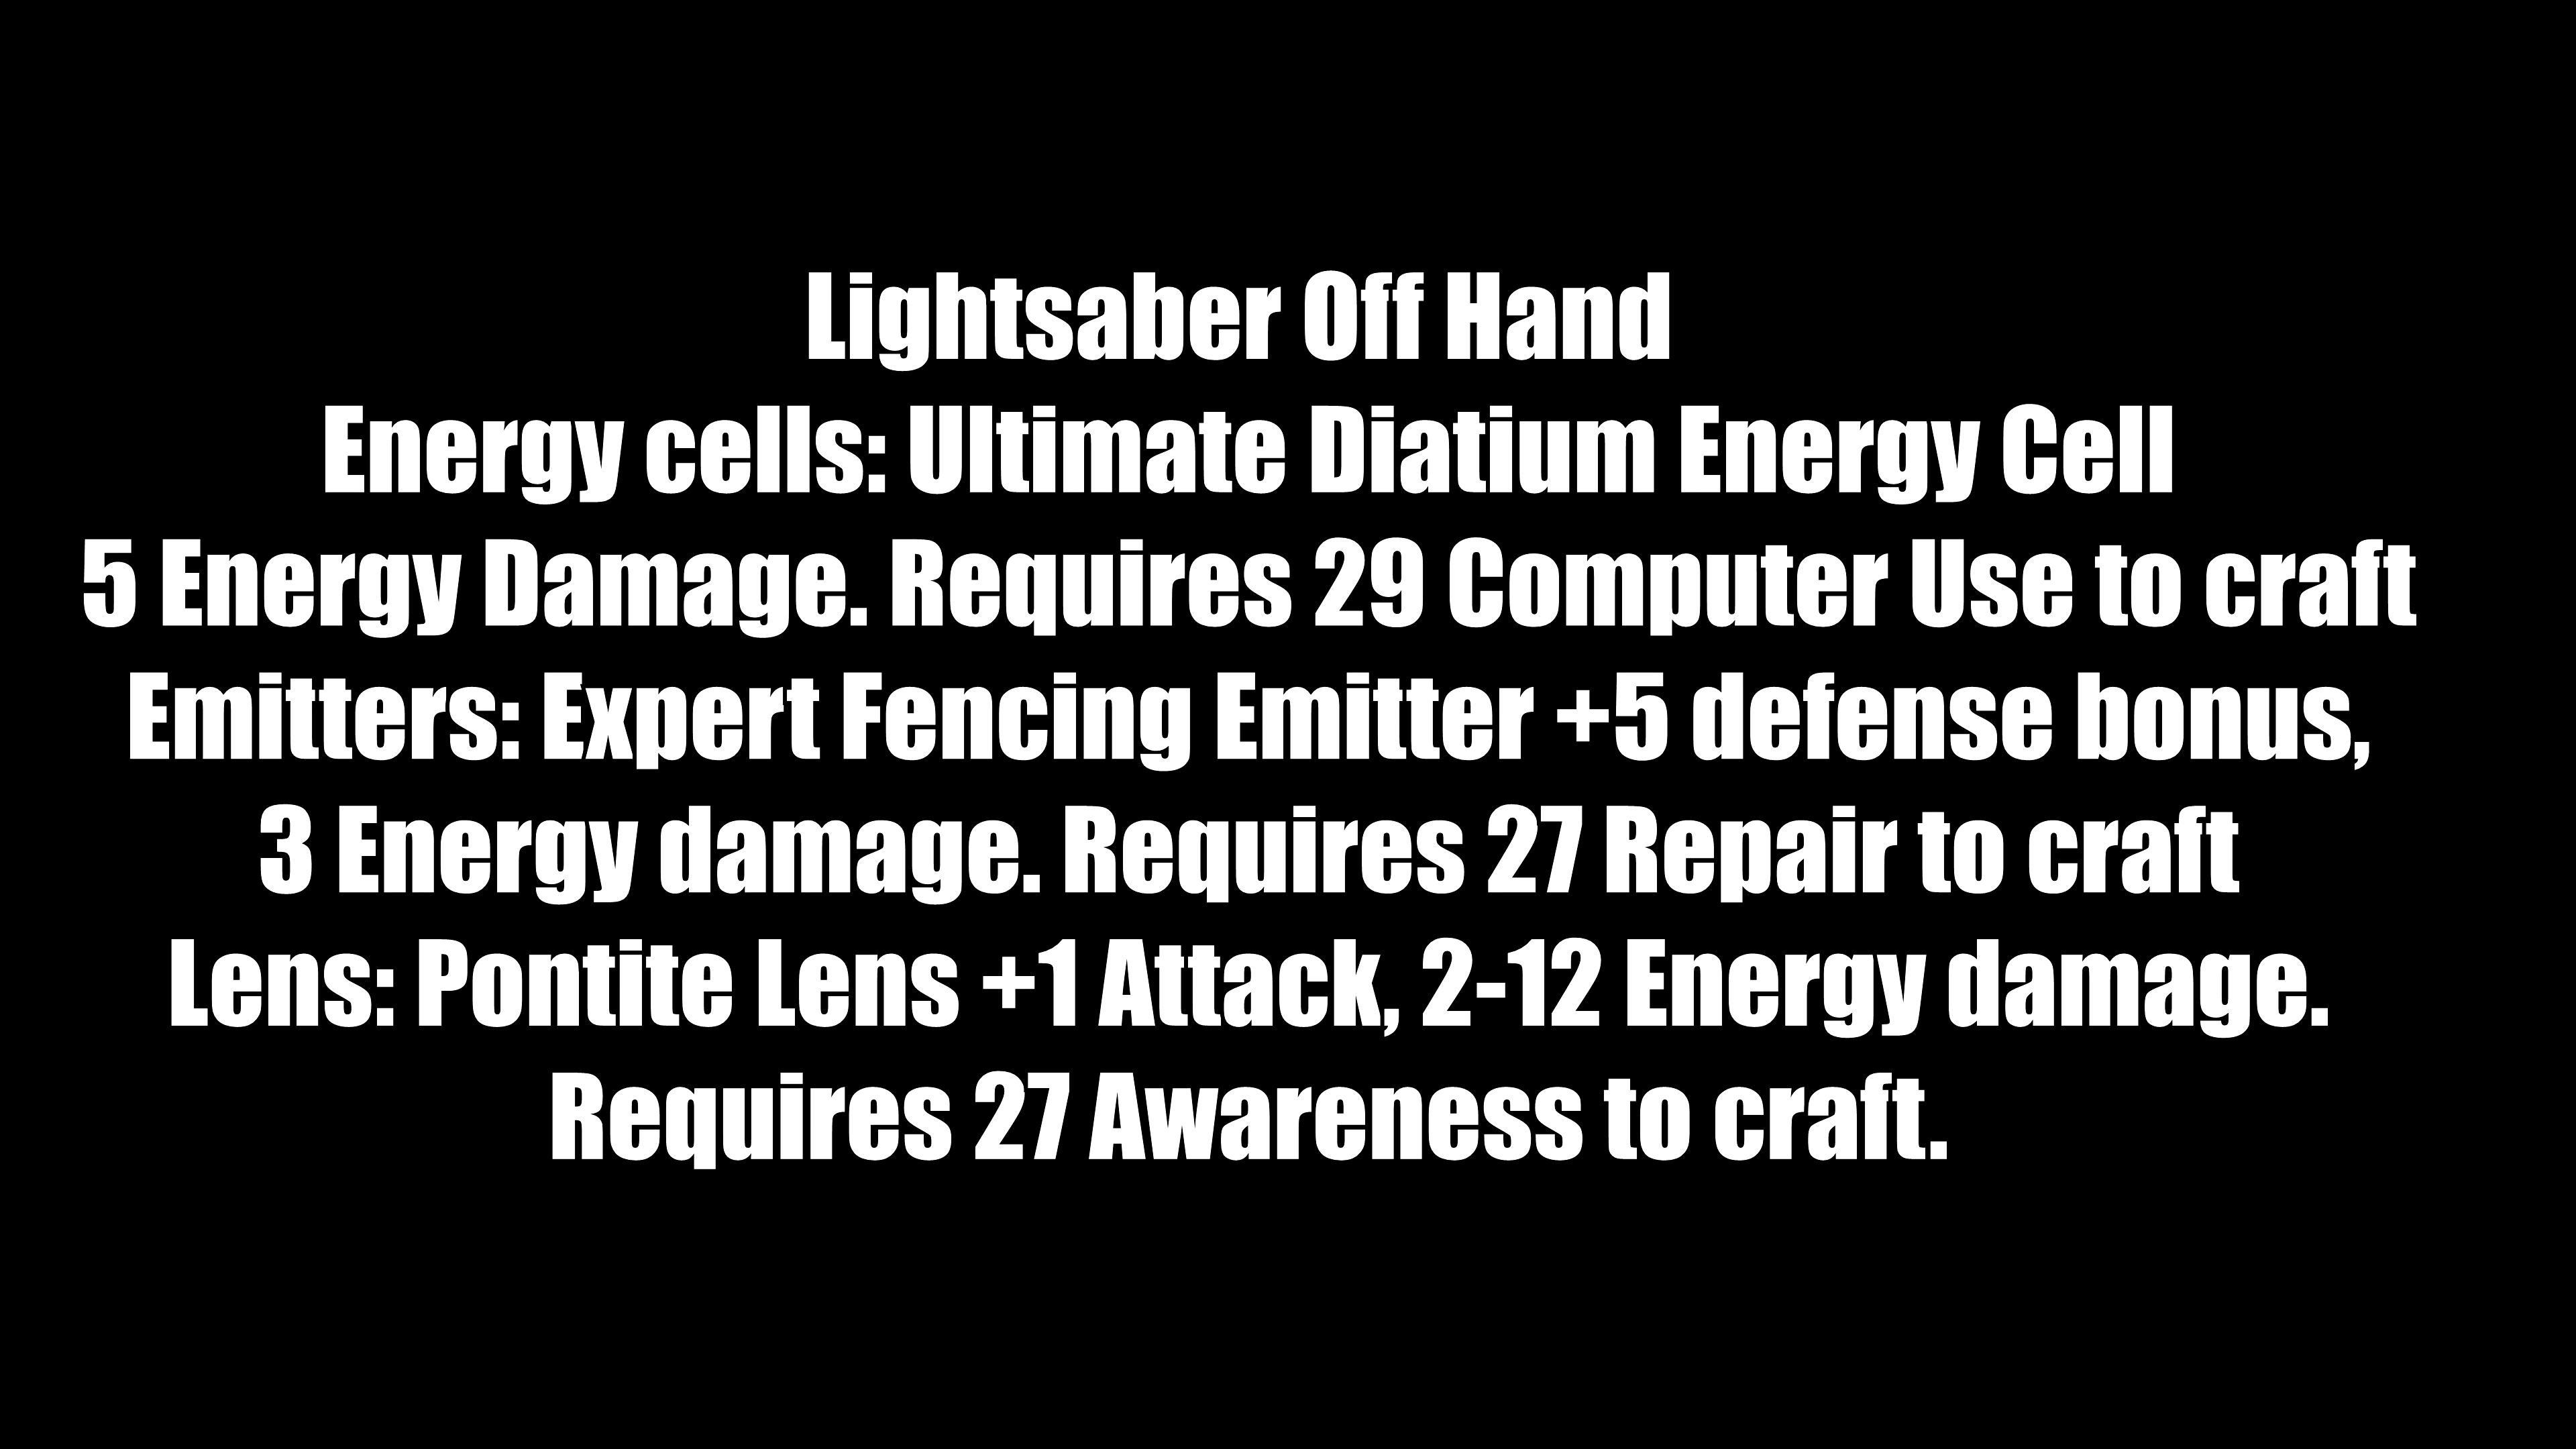 Lightsaber Off Hand
Energy cells: Ultimate Diatium Energy Cell
5 Energy Damage. Requires 29 Computer Use to craft
Emitters: Expert Fencing Emitter +5 defense bonus,
3 Energy damage. Requires 27 Repair to craft
Lens: Pontite Lens +1 Attack, 2-12 Energy damage.
Requires 27 Awareness to craft.